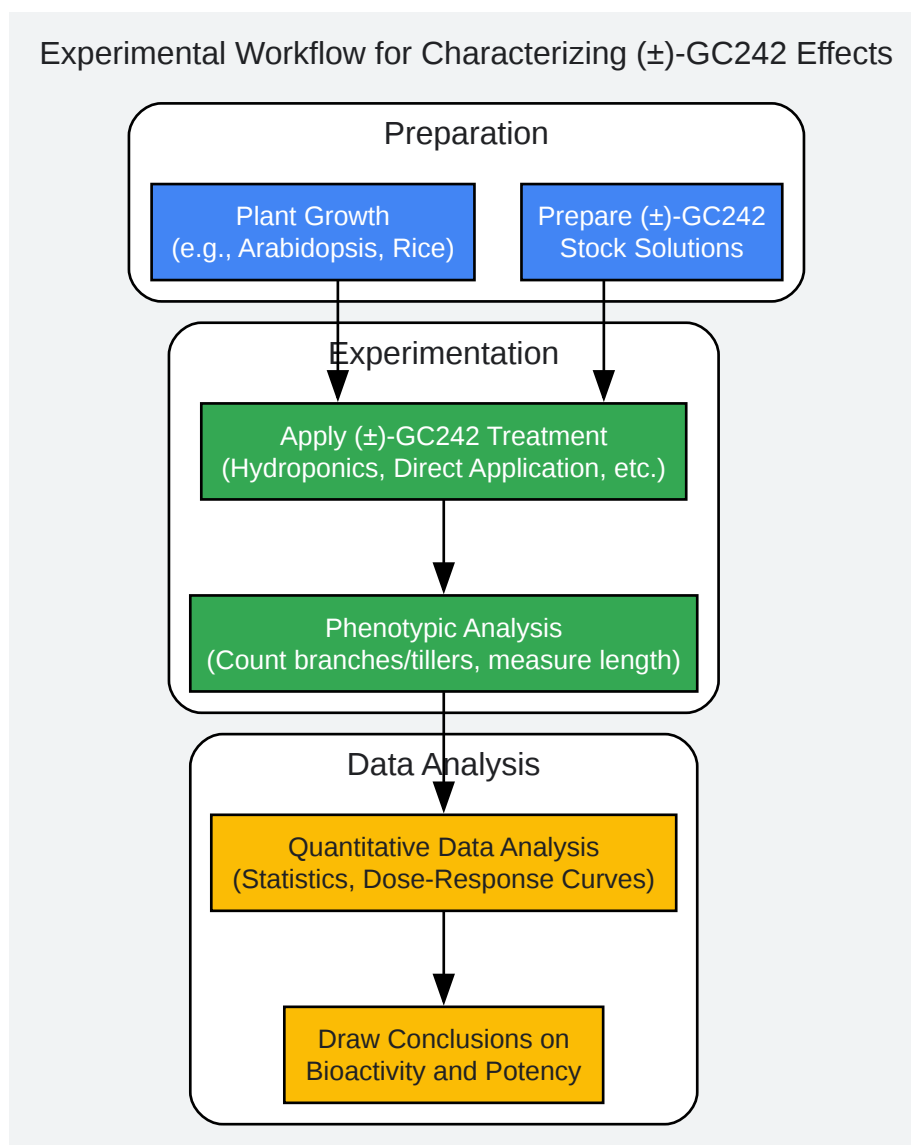 Experimental Workflow for Characterizing (±)-GC242 Effects
Preparation
Plant Growth
(e.g., Arabidopsis, Rice)
Prepare (±)-GC242
Stock Solutions
Experimentation
Apply (±)-GC242 Treatment
(Hydroponics, Direct Application, etc.)
Phenotypic Analysis
(Count branches/tillers, measure length)
Data Analysis
Quantitative Data Analysis
(Statistics, Dose-Response Curves)
Draw Conclusions on
Bioactivity and Potency